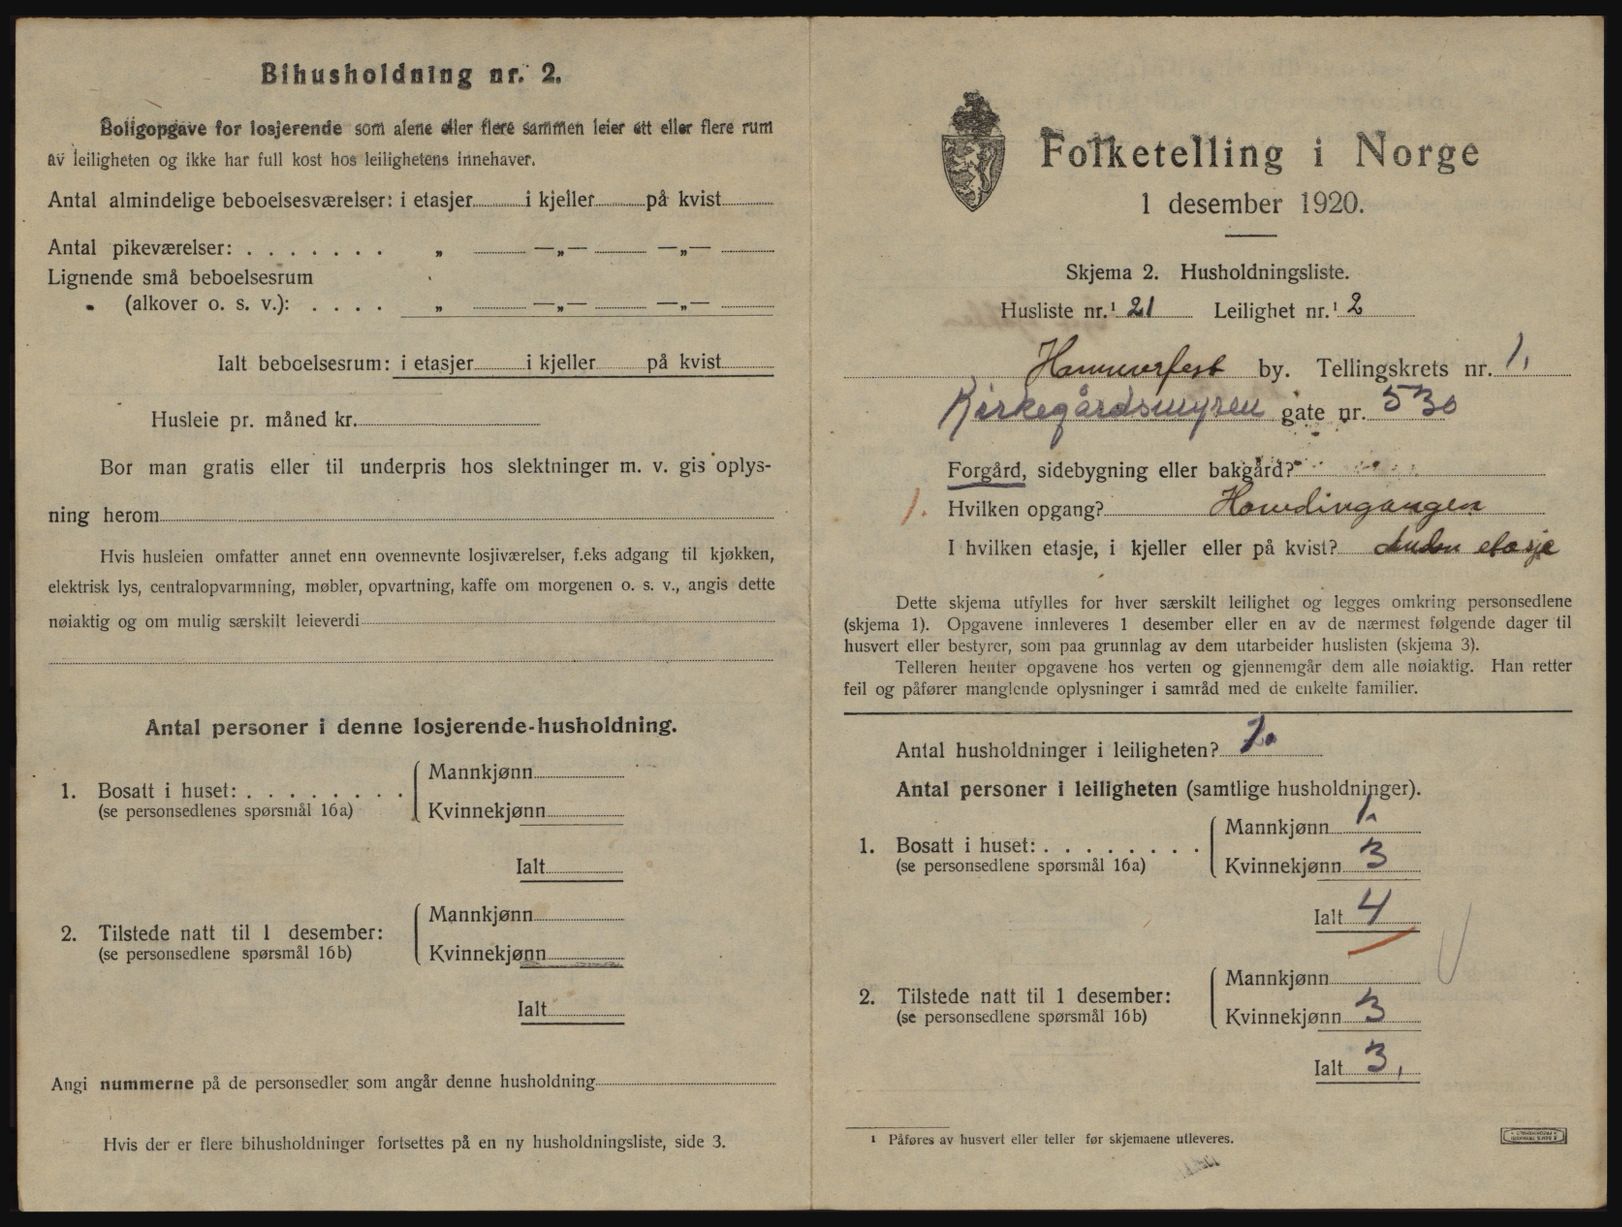 Bihusholdning nr. 2.
Boligopgave for losjerende som alene eller flere sammen leier ett eller flere rum
av leiligheten og ikke har full kost hos leilighetens innehaver.
Antal almindelige beboelsesværelser: i etasjer i kjeller på kvist
Antal pikeværelser: . . . . . . . „ —„— —„—
Lignende små beboelsesrum
(alkover o. s. v.): . . . . „ —„— —„—
Ialt beboelsesrum: i etasjer i kjeller på kvist
Husleie pr. måned kr.
Bor man gratis eller til underpris hos slektninger m. v. gis oplys-
ning herom
Hvis husleien omfatter annet enn ovennevnte losjiværelser, f.eks adgang til kjøkken,
elektrisk lys, centralopvarmning, møbler, opvartning, kaffe om morgenen o. s. v., angis dette
nøiaktig og om mulig særskilt leieverdi
Antal personer i denne losjerende-husholdning.
1. Bosatt i huset: . . . . . . . .
(se personsedlenes spørsmål 16a)
Mannkjønn
Kvinnekjønn
Ialt
2. Tilstede natt til 1 desember:
(se personsedlene spørsmål 16b)
Mannkjønn
Kvinnekjønn
Ialt
Angi nummerne på de personsedler som angår denne husholdning
Hvis der er flere bihusholdninger fortsettes på en ny husholdningsliste, side 3.
Folketelling i Norge
1 desember 1920.
Skjema 2. Husholdningsliste.
Husliste nr.¹ 21 Leilighet nr.¹ 2
Hammerfest by. Tellingskrets nr. 1.
Kirkegårdsmyren gate nr. 530
Forgård, sidebygning eller bakgård?
1. Hvilken opgang? Hovedingangen
I hvilken etasje, i kjeller eller på kvist? Anden etasje
Dette skjema utfylles for hver særskilt leilighet og legges omkring personsedlene
(skjema 1). Opgavene innleveres 1 desember eller en av de nærmest følgende dager til
husvert eller bestyrer, som paa grunnlag av dem utarbeider huslisten (skjema 3).
Telleren henter opgavene hos verten og gjennemgår dem alle nøiaktig. Han retter
feil og påfører manglende oplysninger i samråd med de enkelte familier.
Antal husholdninger i leiligheten?
Antal personer i leiligheten (samtlige husholdninger).
1. Bosatt i huset: . . . . . . . .
(se personsedlene spørsmål 16a)
Mannkjønn 1.
Kvinnekjønn 3
Ialt 4
2. Tilstede natt til 1 desember:
(se personsedlene spørsmål 16b)
Mannkjønn
Kvinnekjønn 3
Ialt 3,
¹ Påføres av husvert eller teller før skjemaene utleveres.